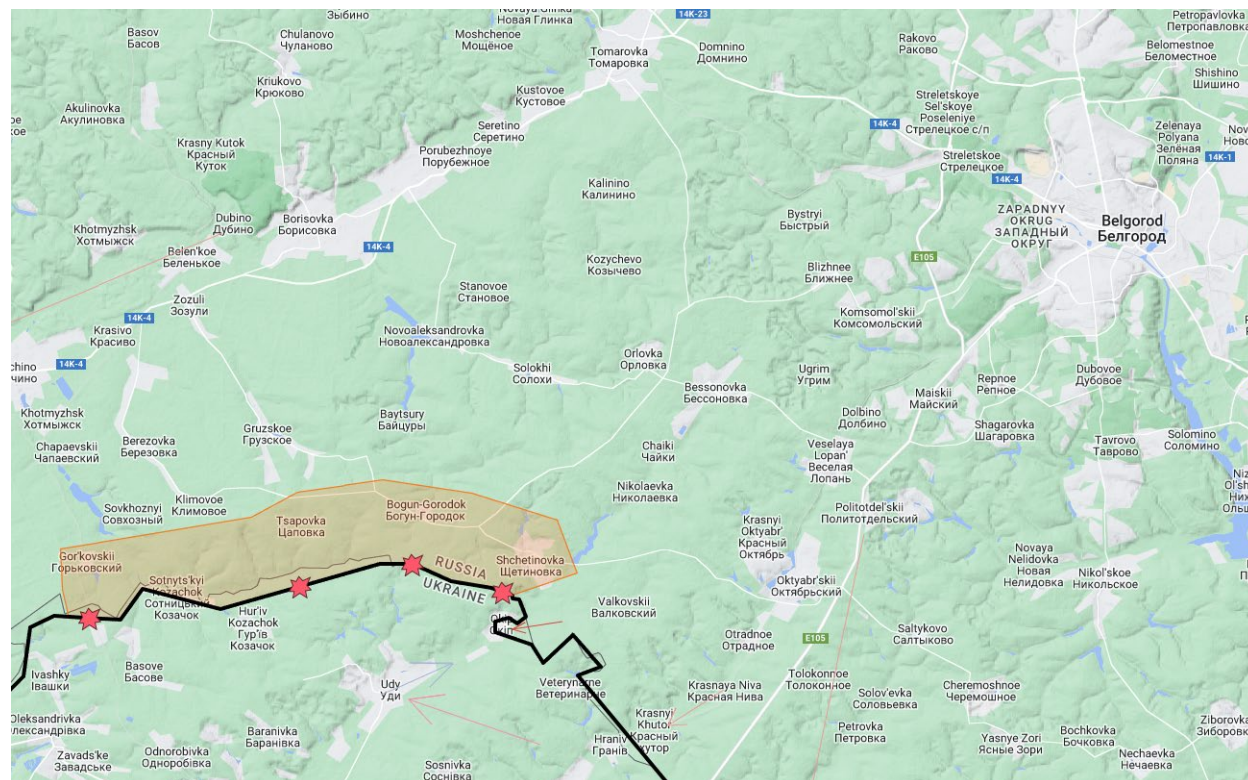 Зыбино
Novaya Glinka
Новая Глинка
14K-23
Petropavlovka
Петропавловка
Basov
Басов
Chulanovo
Чуланово
Moshchenoe
Мощёное
Tomarovka
Томаровка
Domnino
Домнино
Rakovo
Раково
Belomestnoe
Беломестное
Shishino
Шишино
Kriukovo
Крюково
Kustovoe
Кустовое
Akulinovka
Акулиновка
Streletskoye
Sel'skoye
Poseleniye
Стрелецкое с/п
14K-4
Seretino
Серетино
Zelenaya
Polyana
Зелёная
Поляна
14K-1
Krasny Kutok
Красный
Куток
Porubezhnoye
Порубежное
Streletskoe
Стрелецкое
14K-4
Kalinino
Калинино
Dubino
Дубино
Borisovka
Борисовка
Bystryi
Быстрый
ZAPADNYY
OKRUG
ЗАПАДНЫЙ
ОКРУГ
Belgorod
Белгород
Khotmyzhsk
Хотмыжск
14K-4
Belen'koe
Беленькое
E105
Kozychevo
Козычево
Blizhnee
Ближнее
Stanovoe
Становое
Zozuli
Зозули
14K-4
Komsomol'skii
Комсомольский
Krasivo
Красиво
Novoaleksandrovka
Новоалександровка
Orlovka
Орловка
14K-4
Solokhi
Солохи
Ugrim
Угрим
Repnoe
Репное
Dubovoe
Дубовое
Bessonovka
Бессоновка
Maiskii
Майский
Khotmyzhsk
Хотмыжск
Baytsury
Байцуры
Dolbino
Долбино
Gruzskoe
Грузское
Shagarovka
Шагаровка
Berezovka
Березовка
Chapaevskii
Чапаевский
Chaiki
Чайки
Veselaya
Lopan'
Веселая
Лопань
Tavrovo
Таврово
Solomino
Соломино
Nikolaevka
Николаевка
Klimovoe
Климовое
Sovkhoznyi
Совхозный
Bogun-Gorodok
Богун-Городок
Politotdel'skii
Политотдельский
Tsapovka
Цаповка
Krasnyi
Oktyabr'
Красный
Октябрь
Gor'kovskii
Горьковский
Shchetinovka
Щетиновка
Novaya
Nelidovka
Новая
Нелидовка
RUSSIA
UKRAINE
Sotnyts'kyi
Kozachok
Сотницький
Козачок
Oktyabr'skii
Октябрьский
Nikol'skoe
Никольское
Hur'iv
Kozachok
Гур'їв
Козачок
Valkovskii
Валковский
Otradnoe
Отрадное
E105
Saltykovo
Салтыково
Basove
Басове
Ivashky
Івашки
Udy
Уди
Veterynarne
Ветеринарне
Krasnaya Niva
Красная Нива
Tolokonnoe
Толоконное
Solov'evka
Соловьевка
Cheremoshnoe
Черемошное
Krasnyi
Khutor
Красный
хутор
Petrovka
Петровка
Baranivka
Баранівка
Hraniv
Гранів
Yasnye Zori
Ясные Зори
Bochkovka
Бочковка
Zavads'ke
Завадське
Odnorobivka
Одноробівка
Sosnivka
Соснівка
Nechaevka
Нечаевка